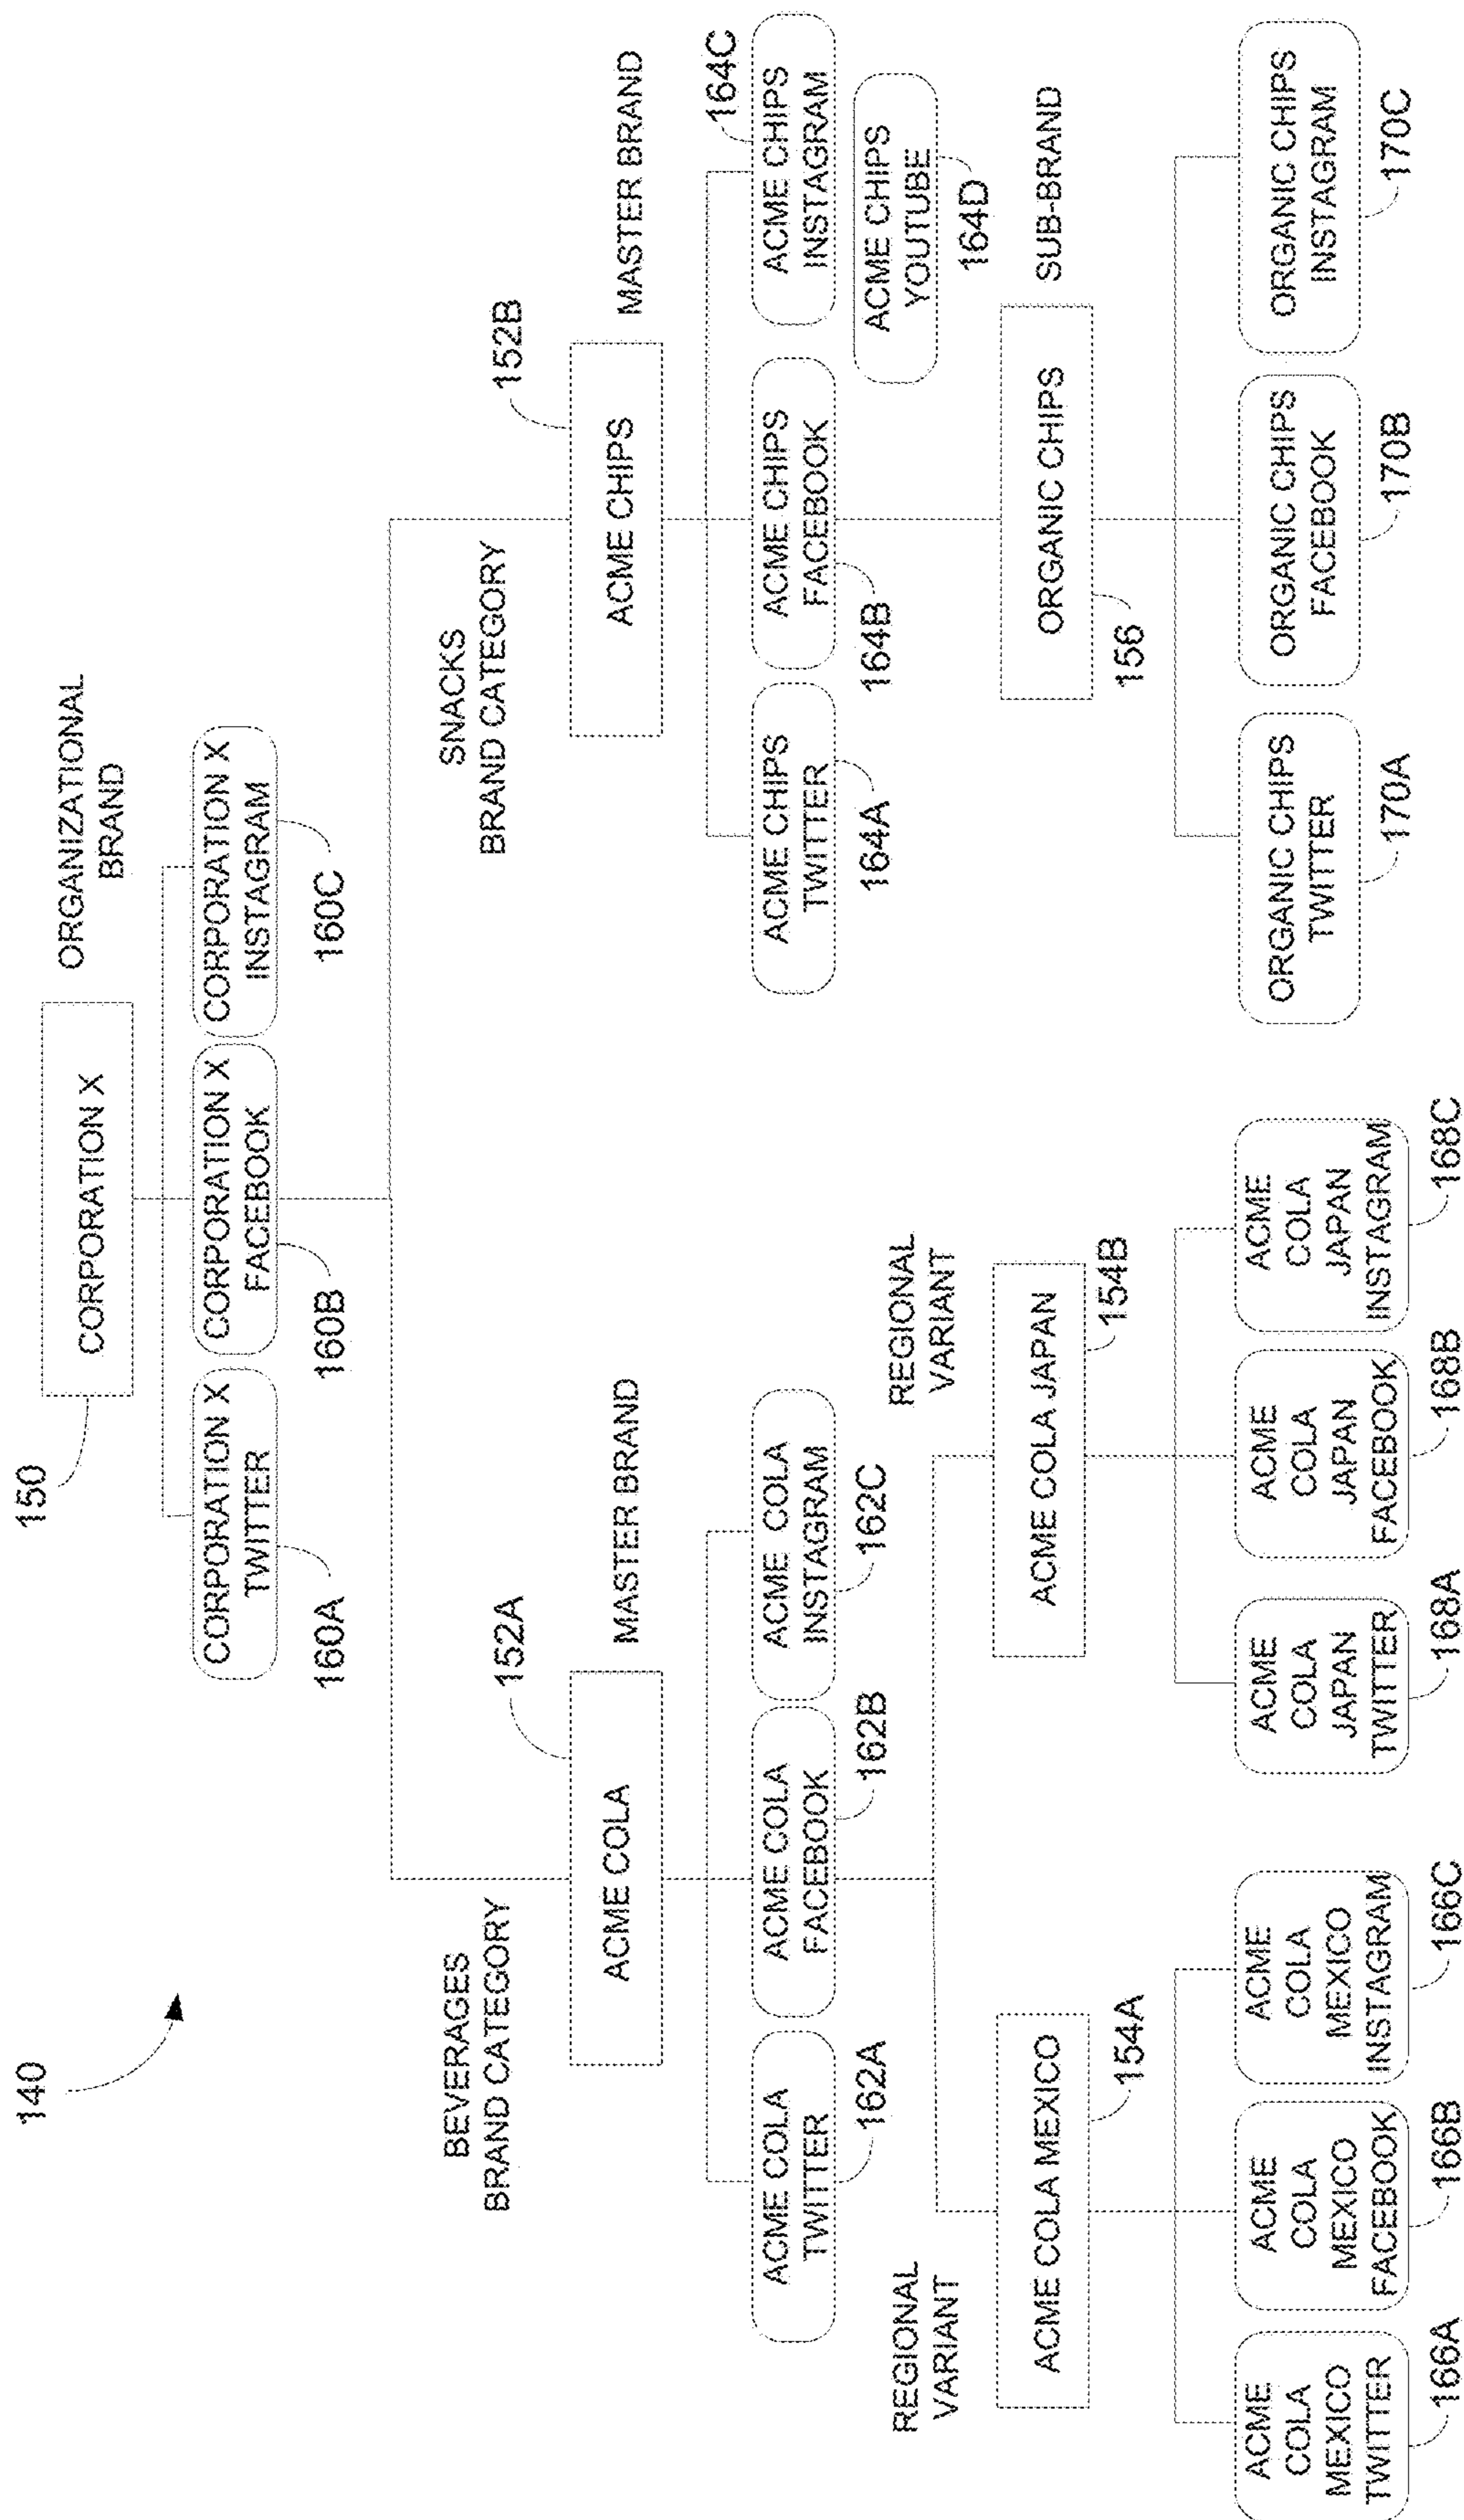 140
150
CORPORATION X
ORGANIZATIONAL
BRAND
CORPORATION X
TWITTER
160A
CORPORATION X
FACEBOOK
160B
CORPORATION X
INSTAGRAM
160C
BEVERAGES
BRAND CATEGORY
SNACKS
BRAND CATEGORY
152A
ACME COLA
MASTER BRAND
152B
ACME CHIPS
MASTER BRAND
ACME COLA
TWITTER
162A
ACME COLA
FACEBOOK
162B
ACME COLA
INSTAGRAM
162C
ACME CHIPS
TWITTER
164A
ACME CHIPS
FACEBOOK
164B
ACME CHIPS
INSTAGRAM
164C
ACME CHIPS
YOUTUBE
164D
REGIONAL
VARIANT
ACME COLA MEXICO
154A
REGIONAL
VARIANT
ACME COLA JAPAN
154B
SUB-BRAND
ORGANIC CHIPS
156
ACME
COLA
MEXICO
TWITTER
166A
ACME
COLA
MEXICO
FACEBOOK
166B
ACME
COLA
MEXICO
INSTAGRAM
166C
ACME
COLA
JAPAN
TWITTER
168A
ACME
COLA
JAPAN
FACEBOOK
168B
ACME
COLA
JAPAN
INSTAGRAM
168C
ORGANIC CHIPS
TWITTER
170A
ORGANIC CHIPS
FACEBOOK
170B
ORGANIC CHIPS
INSTAGRAM
170C